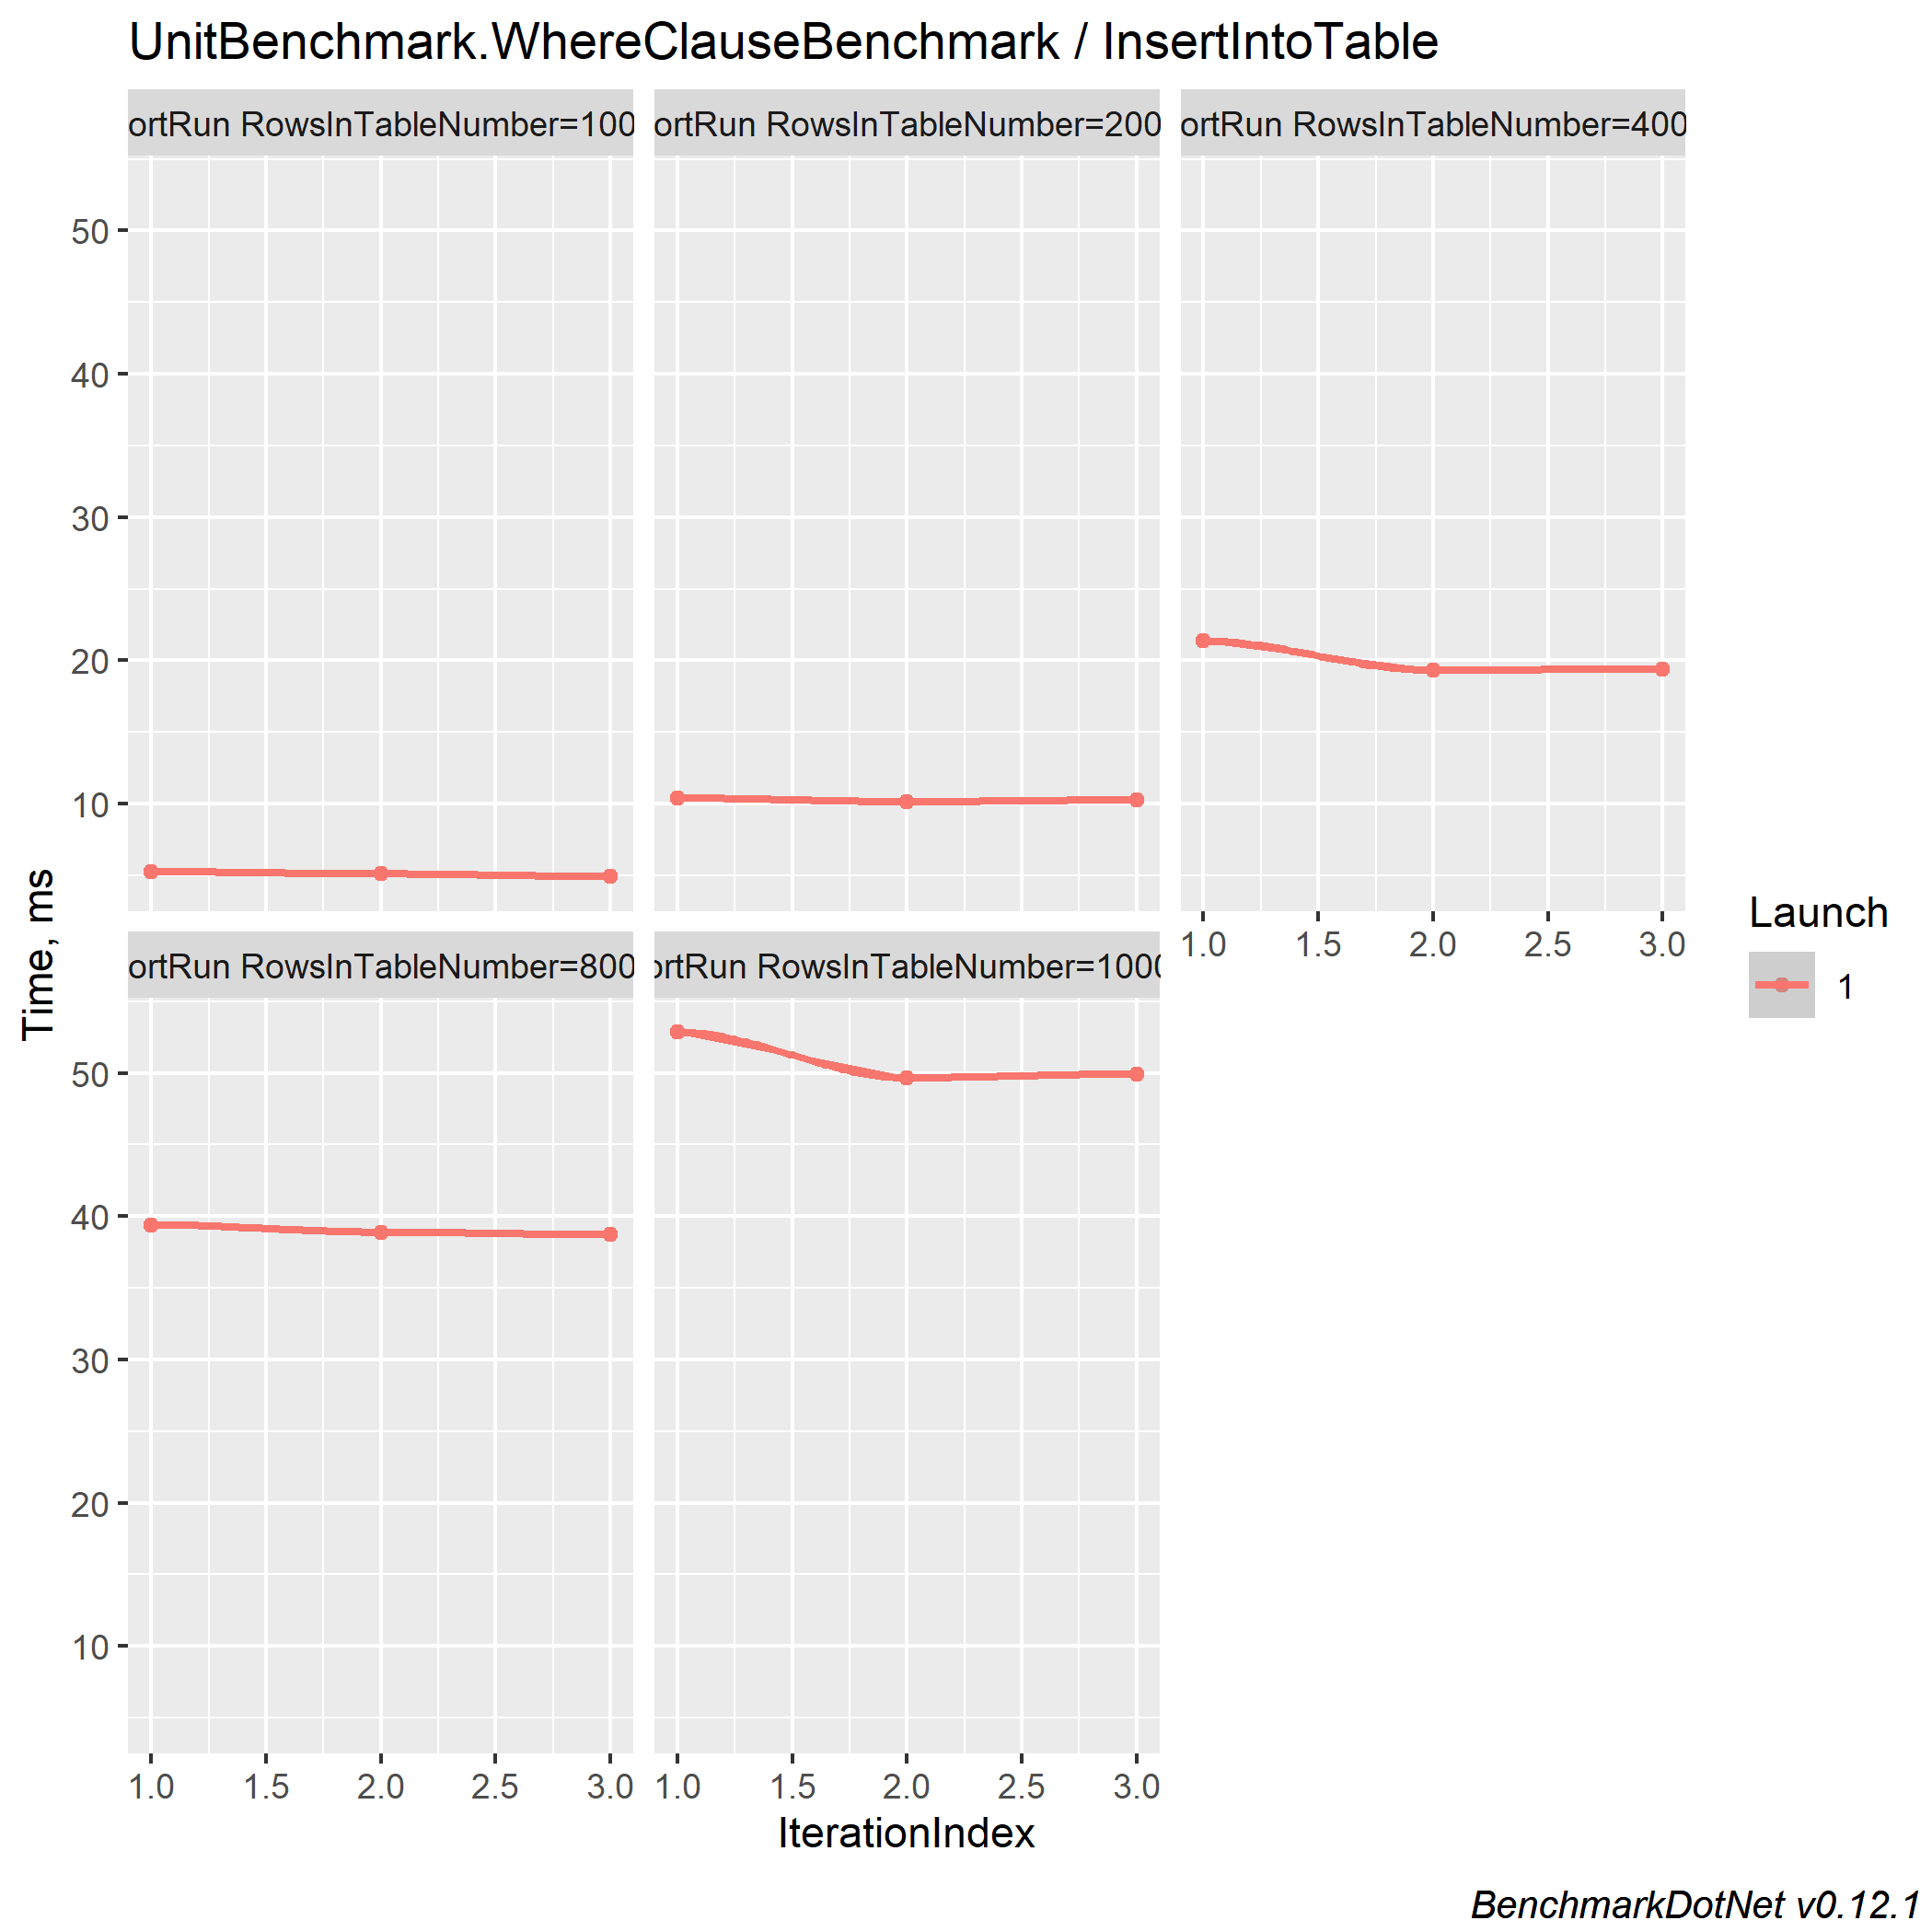 UnitBenchmark.WhereClauseBenchmark / InsertIntoTable
ortRun RowsInTableNumber=100
ortRun RowsInTableNumber=200
ortRun RowsInTableNumber=400
50
40
30
20
10
1.0 1.5 2.0 2.5 3.0
Time, ms
ortRun RowsInTableNumber=800
ortRun RowsInTableNumber=1000
50
40
30
20
10
1.0 1.5 2.0 2.5 3.0
1.0 1.5 2.0 2.5 3.0
IterationIndex
Launch
1
BenchmarkDotNet v0.12.1